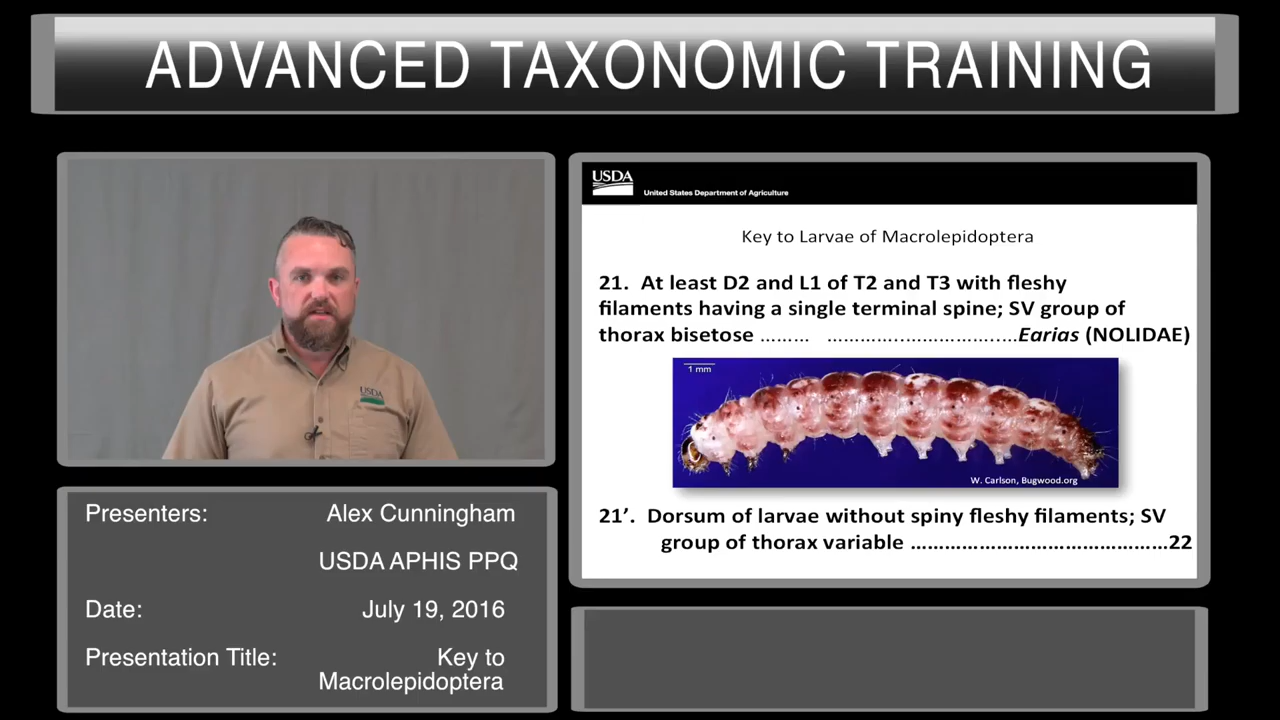 ADVANCED TAXONOMIC TRAINING
USDA
Presenters: Alex Cunningham
USDA APHIS PPQ
Date: July 19, 2016
Presentation Title: Key to
Macrolepidoptera
USDA
United States Department of Agriculture
Key to Larvae of Macrolepidoptera
21. At least D2 and L1 of T2 and T3 with fleshy
filaments having a single terminal spine; SV group of
thorax bisetose ......... .................................Earias (NOLIDAE)
1 mm
W. Carlson, Bugwood.org
21’. Dorsum of larvae without spiny fleshy filaments; SV
group of thorax variable .............................................22